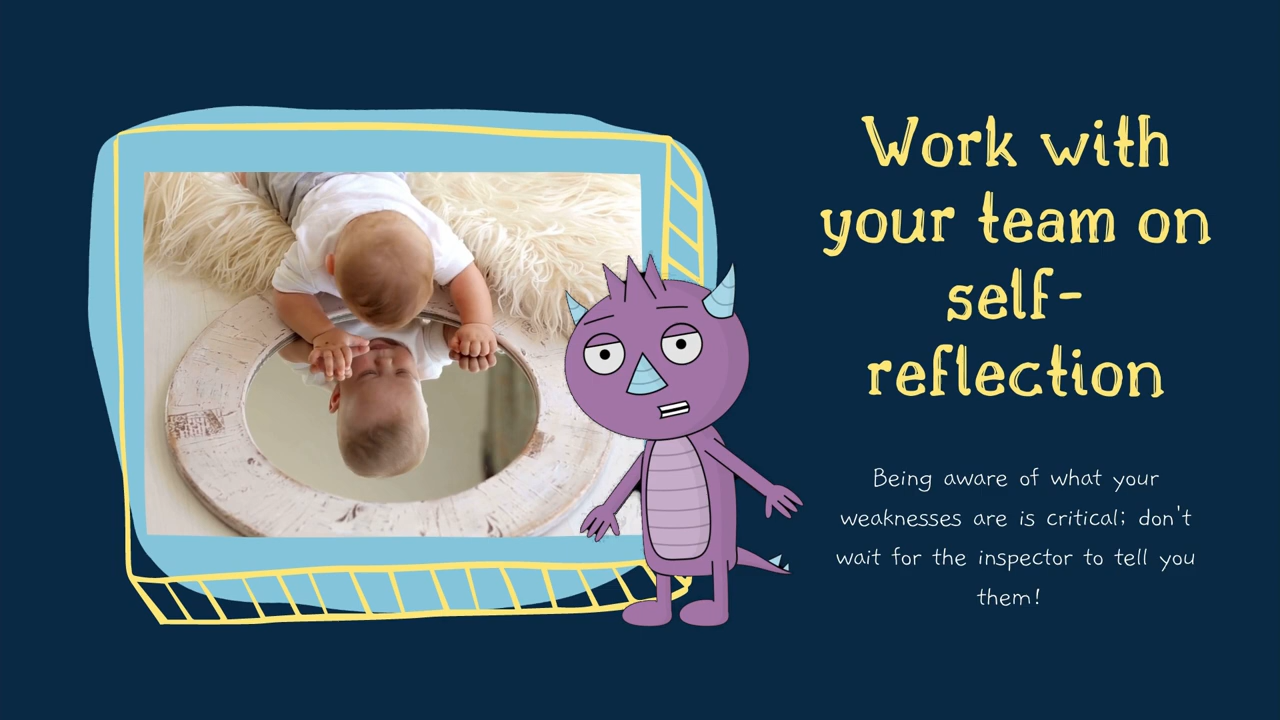 Work with
your team on
self-
reflection
Being aware of what your
weaknesses are is critical; don't
wait for the inspector to tell you
them!